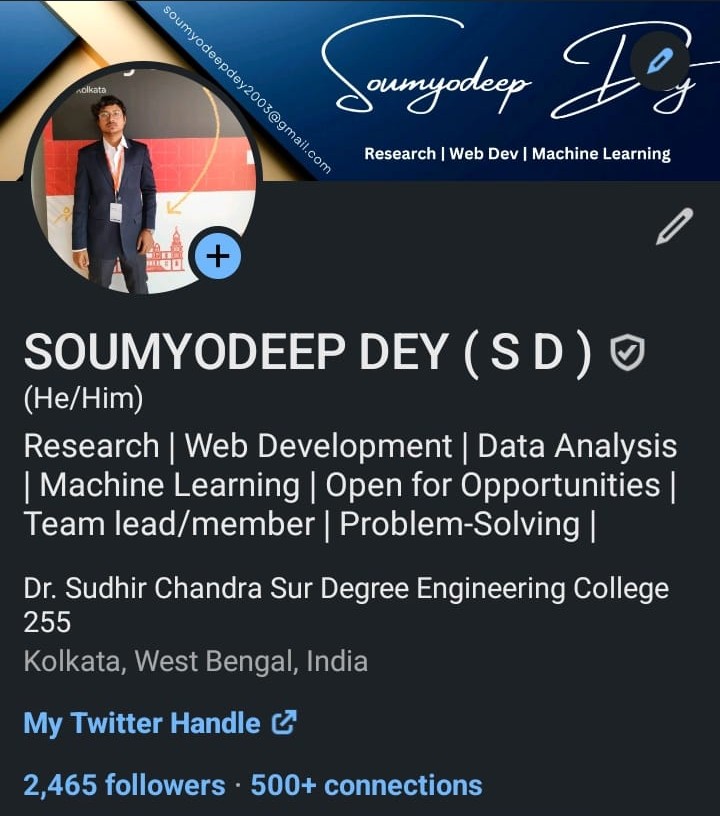 soumyodeepdey2003@gmail.com
Soumyodeep Dey
Research | Web Dev | Machine Learning
Kolkata
SOUMYODEEP DEY ( S D )
(He/Him)
Research | Web Development | Data Analysis
| Machine Learning | Open for Opportunities |
Team lead/member | Problem-Solving |
Dr. Sudhir Chandra Sur Degree Engineering College
255
Kolkata, West Bengal, India
My Twitter Handle
2,465 followers · 500+ connections